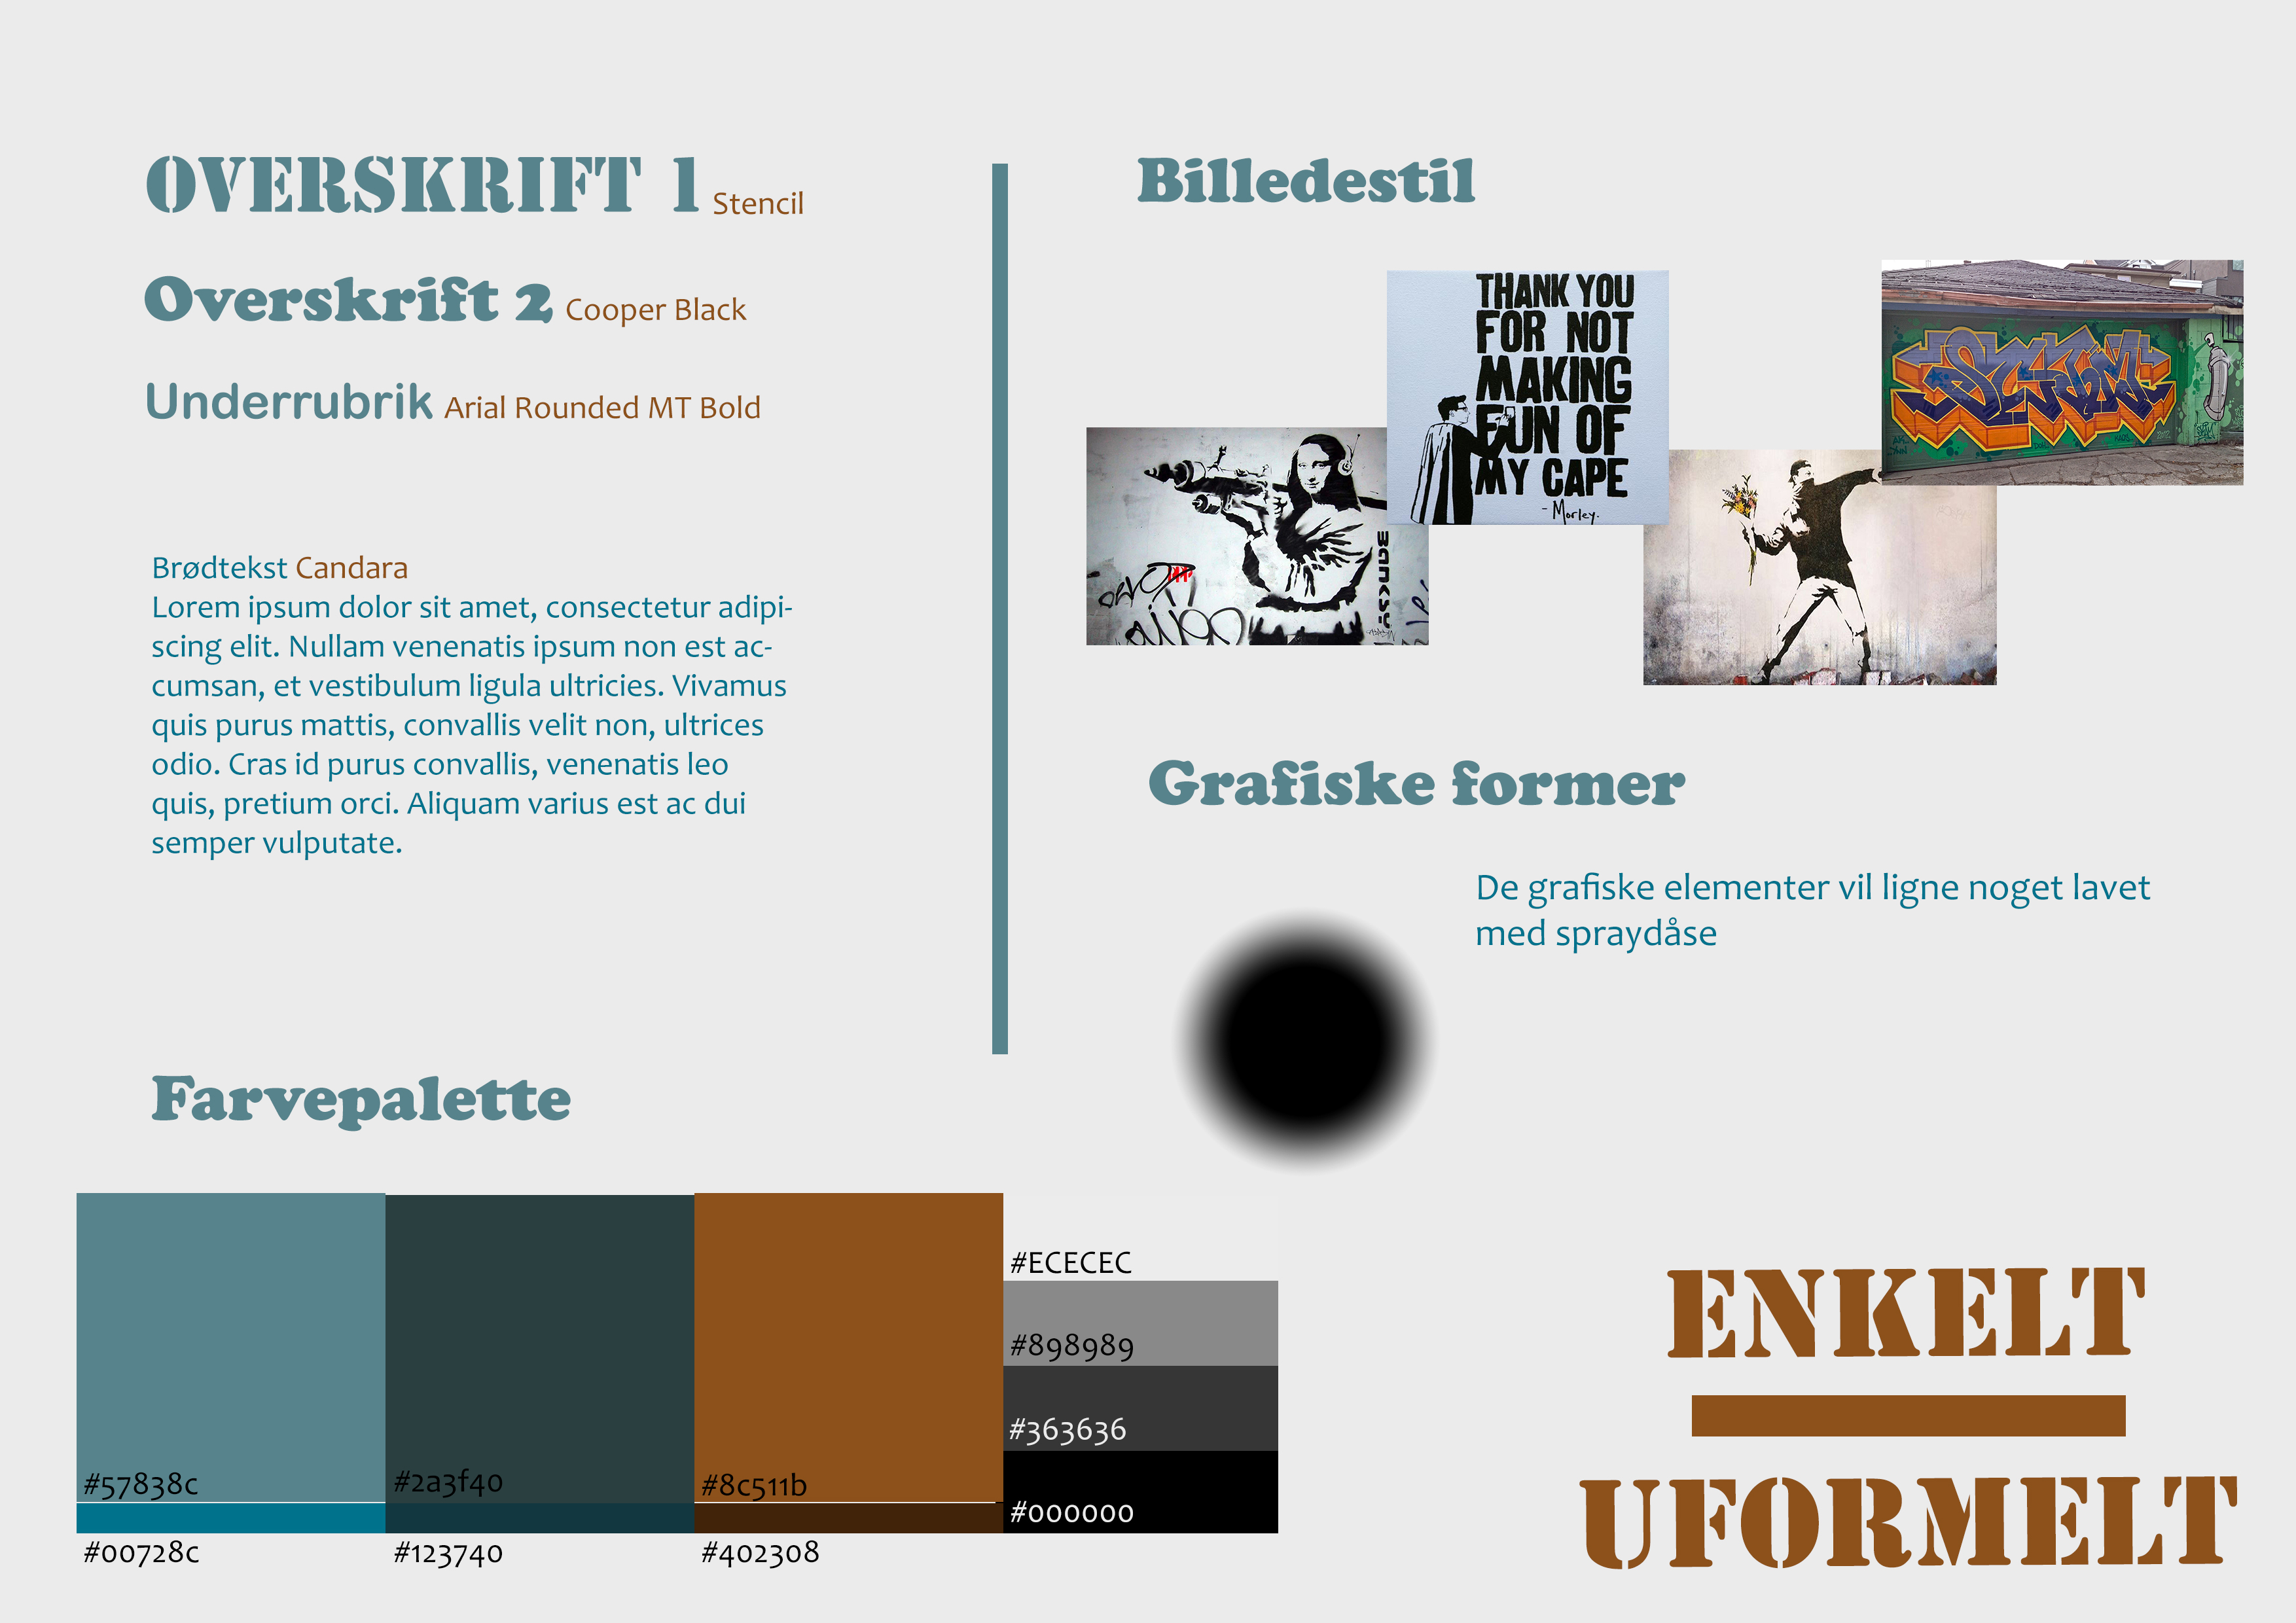 OVERSKRIFT 1 Stencil
Overskrift 2 Cooper Black
Underrubrik Arial Rounded MT Bold
Brødtekst Candara
Lorem ipsum dolor sit amet, consectetur adipi-
scing elit. Nullam venenatis ipsum non est ac-
cumsan, et vestibulum ligula ultricies. Vivamus
quis purus mattis, convallis velit non, ultrices
odio. Cras id purus convallis, venenatis leo
quis, pretium orci. Aliquam varius est ac dui
semper vulputate.
Farvepalette
#57838c
#2a3f40
#8c511b
#00728c
#123740
#402308
#ECECEC
#898989
#363636
#000000
Billedestil
THANK YOU
FOR NOT
MAKING
FUN OF
MY CAPE
- Morley.
BANKSY
Grafiske former
De grafiske elementer vil ligne noget lavet
med spraydåse
ENKELT
UFORMELT